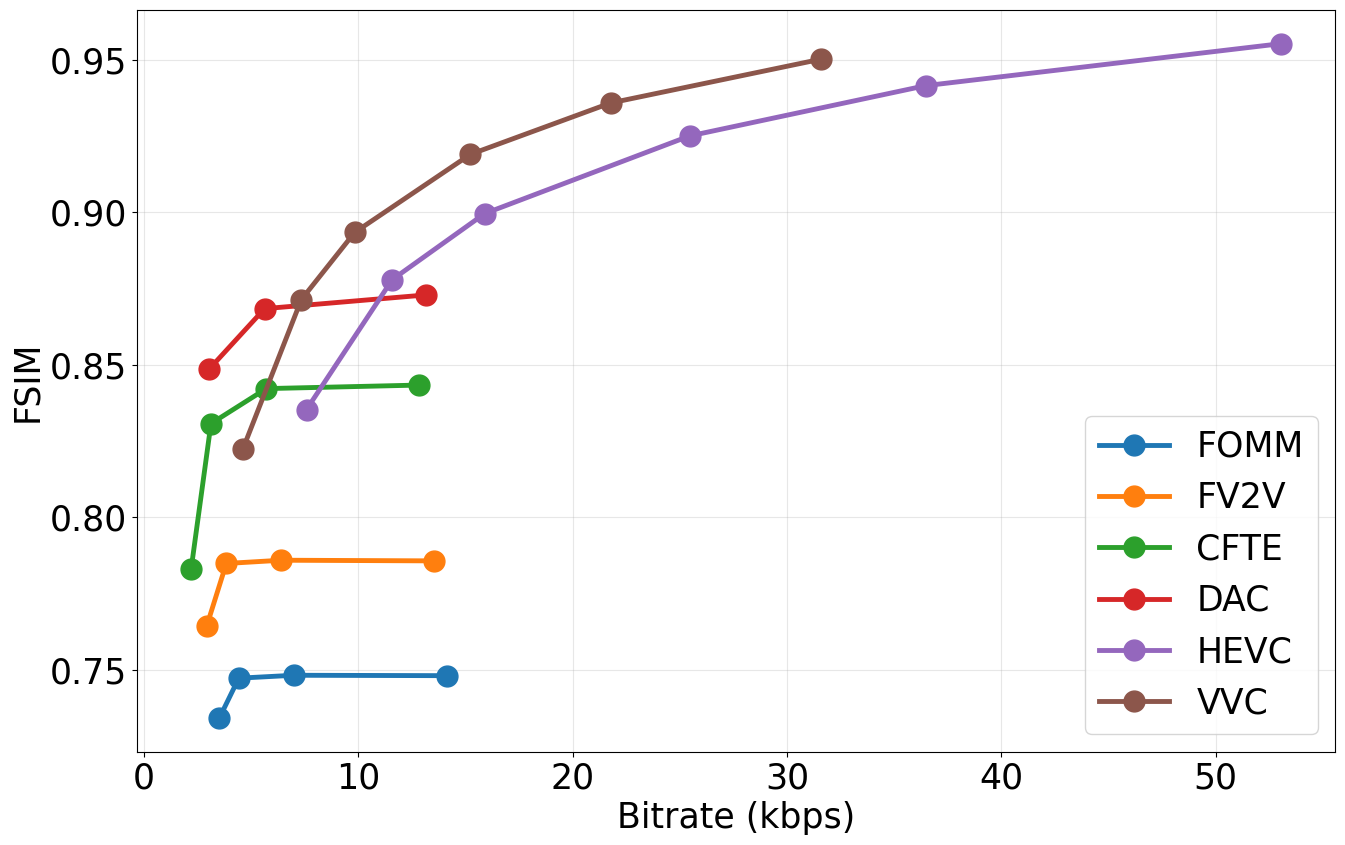 0.95
0.90
0.85
0.80
0.75
FSIM
0 10 20 30 40 50
Bitrate (kbps)
FOMM
FV2V
CFTE
DAC
HEVC
VVC